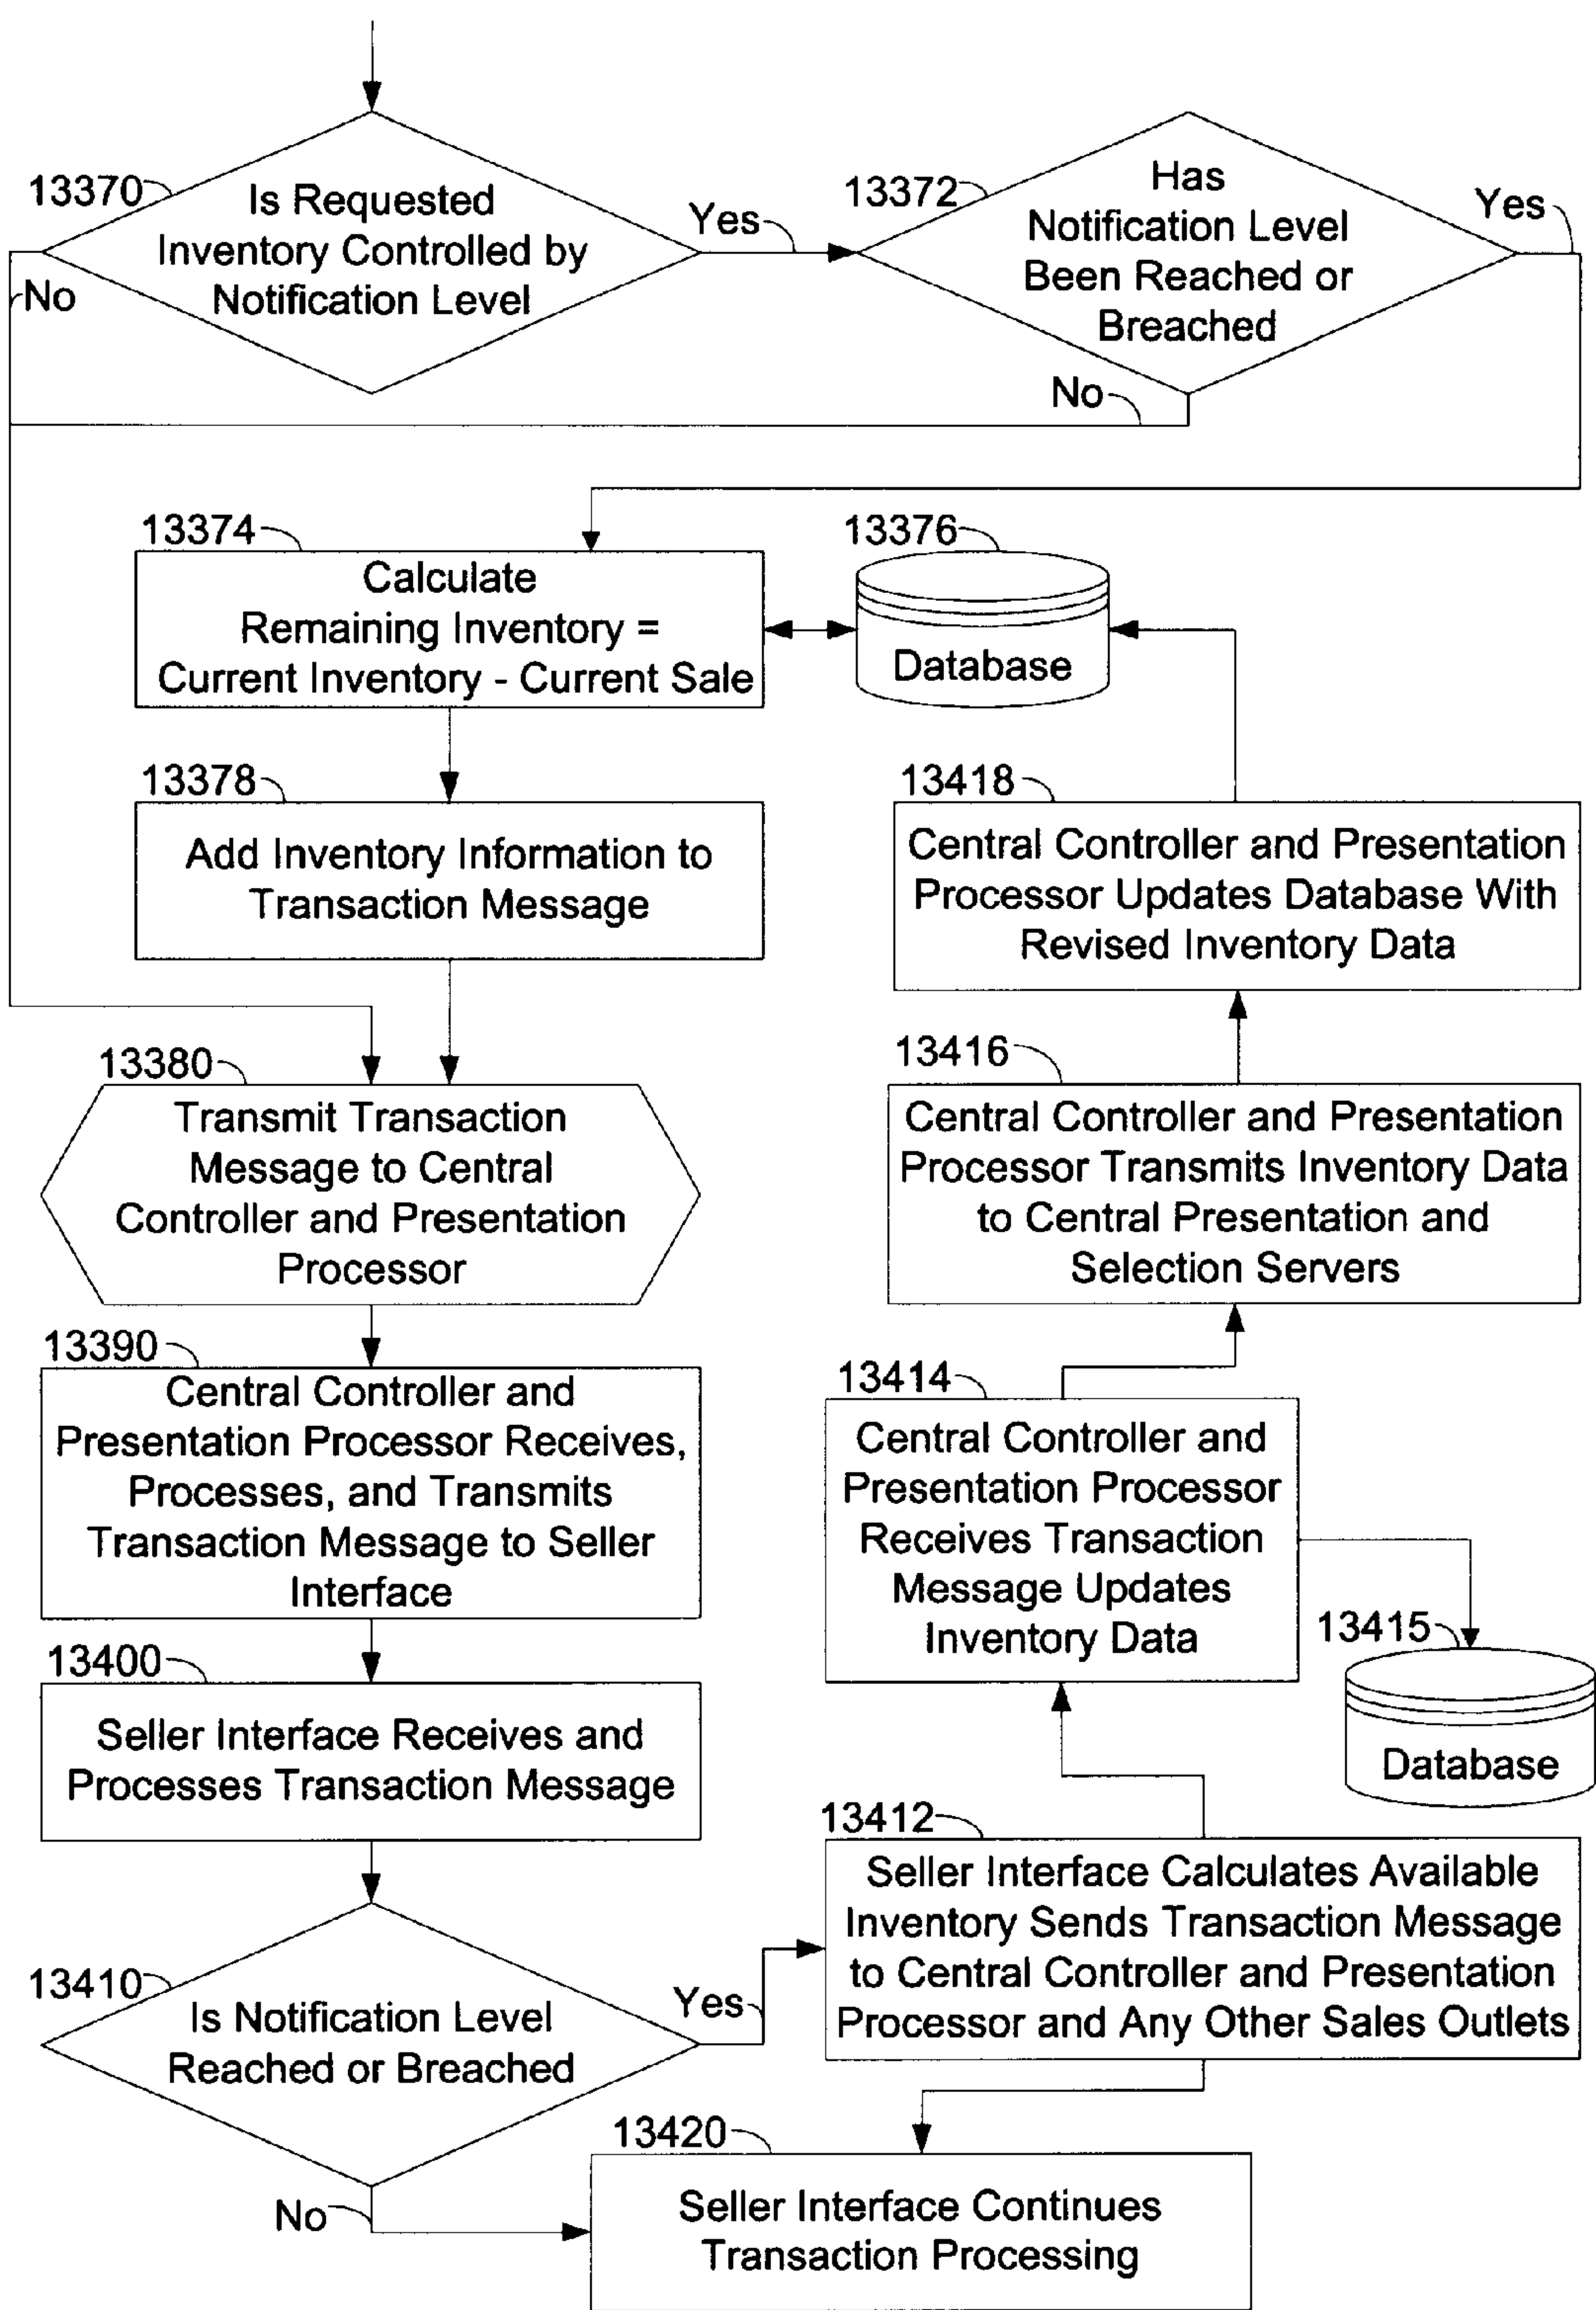 13370
Is Requested
Inventory Controlled by
Notification Level
Yes
No
13372
Has
Notification Level
Been Reached or
Breached
Yes
No
13374
Calculate
Remaining Inventory =
Current Inventory - Current Sale
13376
Database
13378
Add Inventory Information to
Transaction Message
13418
Central Controller and Presentation
Processor Updates Database With
Revised Inventory Data
13380
Transmit Transaction
Message to Central
Controller and Presentation
Processor
13416
Central Controller and Presentation
Processor Transmits Inventory Data
to Central Presentation and
Selection Servers
13390
Central Controller and
Presentation Processor Receives,
Processes, and Transmits
Transaction Message to Seller
Interface
13414
Central Controller and
Presentation Processor
Receives Transaction
Message Updates
Inventory Data
13415
Database
13400
Seller Interface Receives and
Processes Transaction Message
13412
Seller Interface Calculates Available
Inventory Sends Transaction Message
to Central Controller and Presentation
Processor and Any Other Sales Outlets
13410
Is Notification Level
Reached or Breached
Yes
No
13420
Seller Interface Continues
Transaction Processing